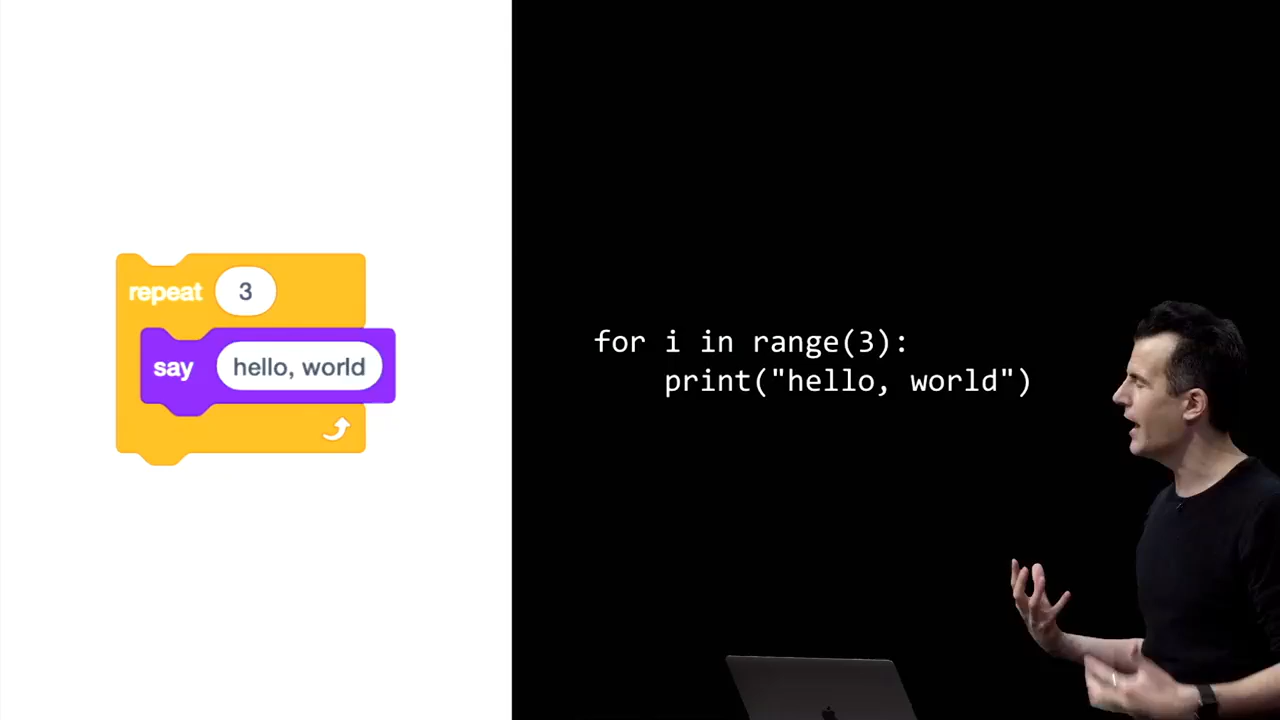 repeat 3
say hello, world
for i in range(3):
    print("hello, world")